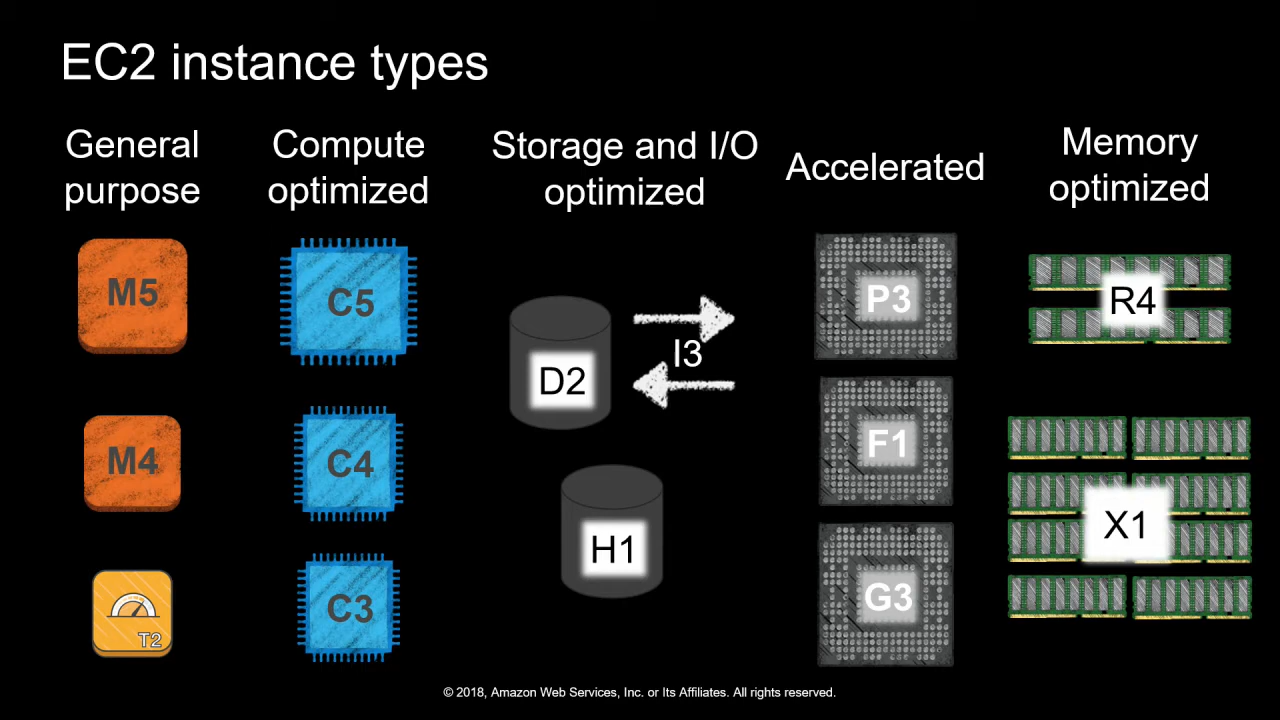 EC2 instance types
General
purpose
M5
M4
T2
Compute
optimized
C5
C4
C3
Storage and I/O
optimized
D2
I3
H1
Accelerated
P3
F1
G3
Memory
optimized
R4
X1
© 2018, Amazon Web Services, Inc. or Its Affiliates. All rights reserved.